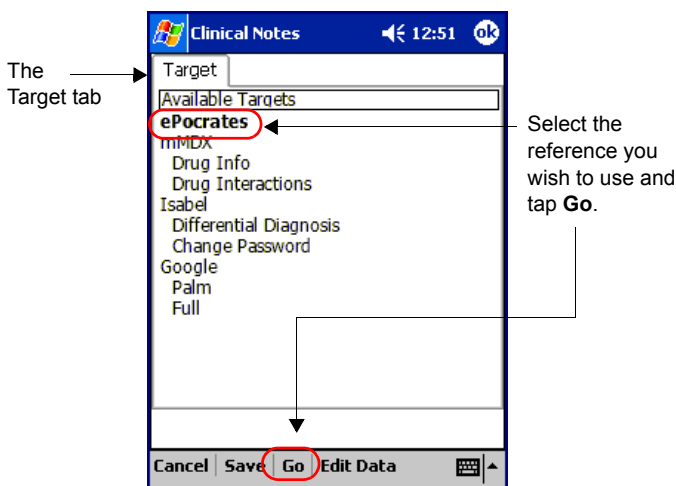 Clinical Notes 12:51 ok
The
Target tab
Target
Available Targets
ePocrates
mMDX
Drug Info
Drug Interactions
Isabel
Differential Diagnosis
Change Password
Google
Palm
Full
Select the
reference you
wish to use and
tap Go.
Cancel Save Go Edit Data